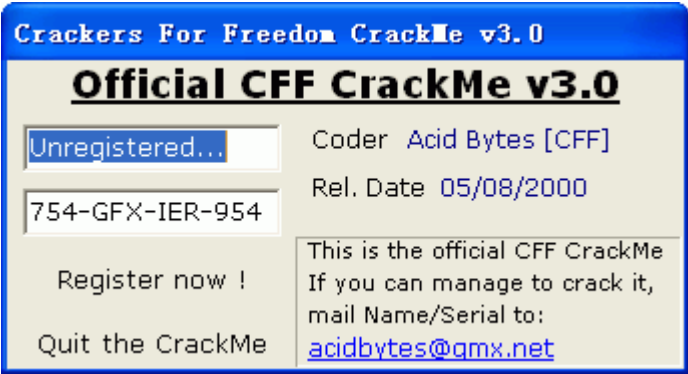 Crackers For Freedom CrackMe v3.0
Official CFF CrackMe v3.0
Unregistered...
Coder Acid Bytes [CFF]
754-GFX-IER-954
Rel. Date 05/08/2000
Register now !
Quit the CrackMe
This is the official CFF CrackMe
If you can manage to crack it,
mail Name/Serial to:
acidbytes@gmx.net